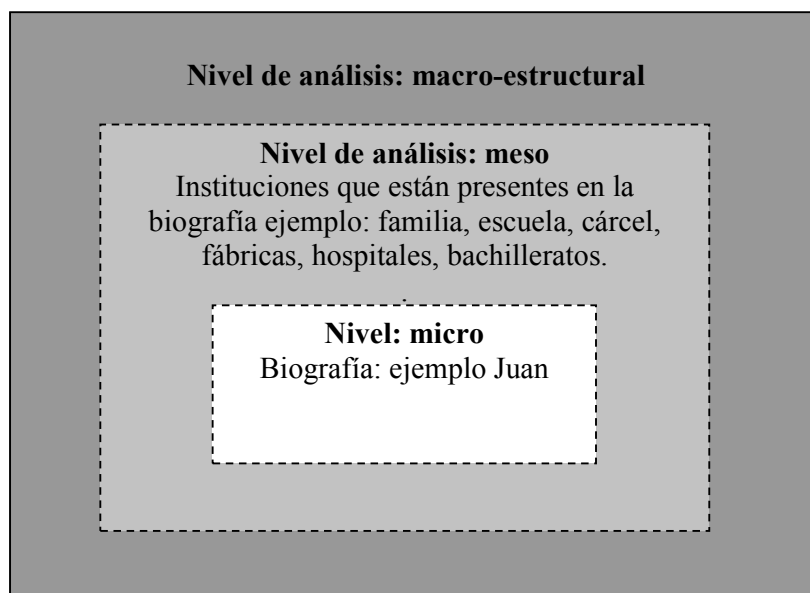 Nivel de análisis: macro-estructural
Nivel de análisis: meso
Instituciones que están presentes en la
biografía ejemplo: familia, escuela, cárcel,
fábricas, hospitales, bachilleratos.
.
Nivel: micro
Biografía: ejemplo Juan